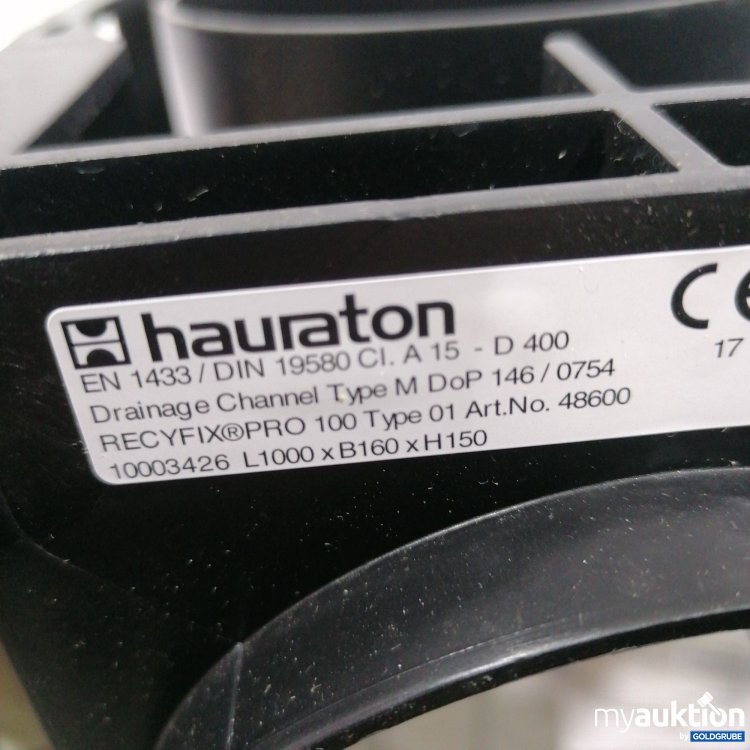 hauraton
EN 1433 / DIN 19580 Cl. A 15 - D 400
Drainage Channel Type M DoP 146 / 0754
RECYFIX®PRO 100 Type 01 Art.No. 48600
10003426 L1000 x B160 x H150
CE
17
myauktion
by GOLDGRUBE